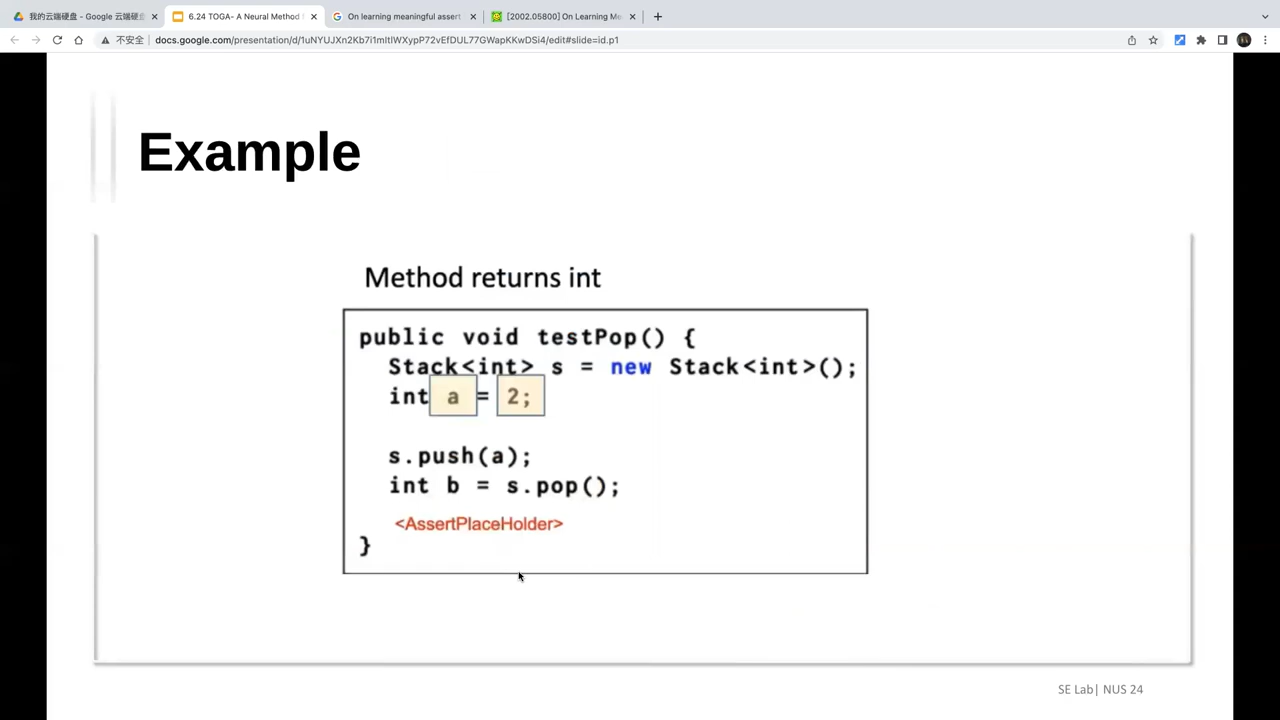 我的云端硬盘 - Google 云端硬盘
6.24 TOGA- A Neural Method
On learning meaningful assert
[2002.05800] On Learning Me
不安全
docs.google.com/presentation/d/1uNYUJXn2Kb7i1mItIWXypP72vEfDUL77GWapKKwDSi4/edit#slide=id.p1
Example
Method returns int
public void testPop() {
Stack<int> s = new Stack<int>();
int a = 2;
s.push(a);
int b = s.pop();
<AssertPlaceHolder>
}
SE Lab| NUS 24